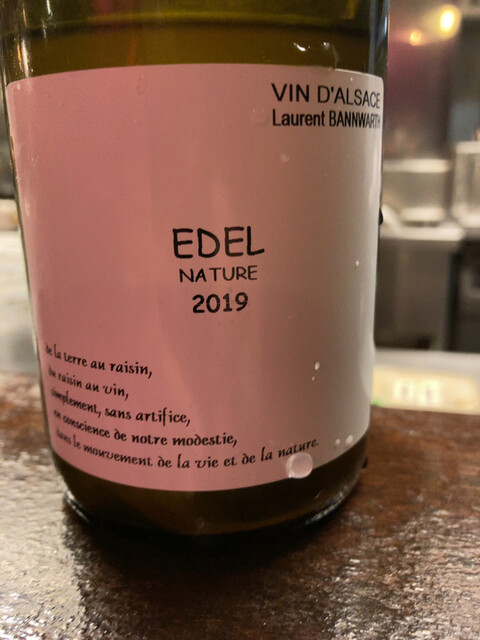 VIN D'ALSACE
Laurent BANNWARTH
EDEL
NATURE
2019
de la terre au raisin,
du raisin au vin,
simplement, sans artifice,
en conscience de notre modestie,
dans le mouvement de la vie et de la nature.